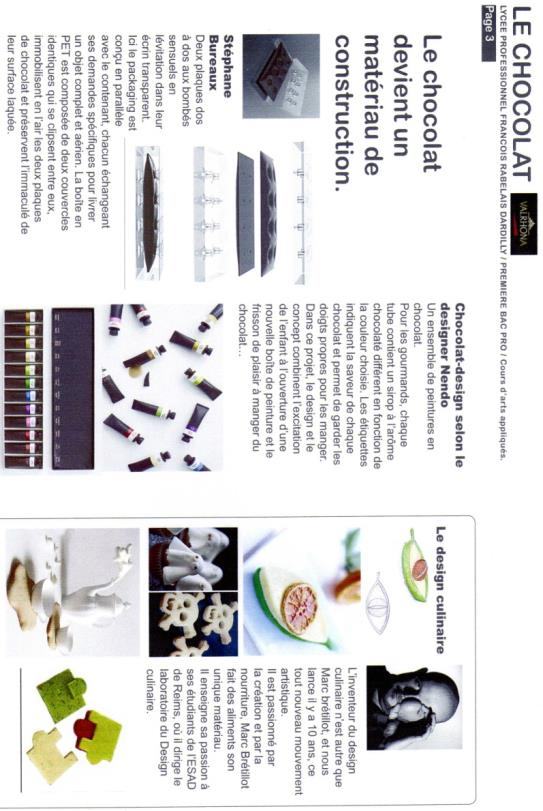 LE CHOCOLAT
VALRHONA
LYCEE PROFESSIONNEL FRANCOIS RABELAIS DARDILLY / PREMIERE BAC PRO / Cours d'arts appliqués.
Page 3
Le chocolat
devient un
matériau de
construction.
Stéphane
Bureaux
Deux plaques dos
à dos aux bombés
sensuels en
lévitation dans leur
écrin transparent.
Ici le packaging est
conçu en parallèle
avec le contenant, chacun échangeant
ses demandes spécifiques pour livrer
un objet complet et aérien. La boîte en
PET est composée de deux couvercles
identiques qui se clipsent entre eux,
immobilisent en l'air les deux plaques
de chocolat et préservent l'immaculé de
leur surface laquée.
Chocolat-design selon le
designer Nendo
Un ensemble de peintures en
chocolat.
Pour les gourmands, chaque
tube contient un sirop à l'arôme
chocolaté différent en fonction de
la couleur choisie. Les étiquettes
indiquent la saveur de chaque
chocolat et permet de garder les
doigts propres pour les manger.
Dans ce projet, le design et le
concept combinent l'excitation
de l'enfant à l'ouverture d'une
nouvelle boîte de peinture et le
frisson de plaisir à manger du
chocolat…
Le design culinaire
L'inventeur du design
culinaire n'est autre que
Marc brétillot, et nous
lance il y a 10 ans, ce
tout nouveau mouvement
artistique.
Il est passionné par
la création et par la
nourriture, Marc Brétillot
fait des aliments son
unique matériau.
Il enseigne sa passion à
ses étudiants de l'ESAD
de Reims, où il dirige le
laboratoire du Design
culinaire.